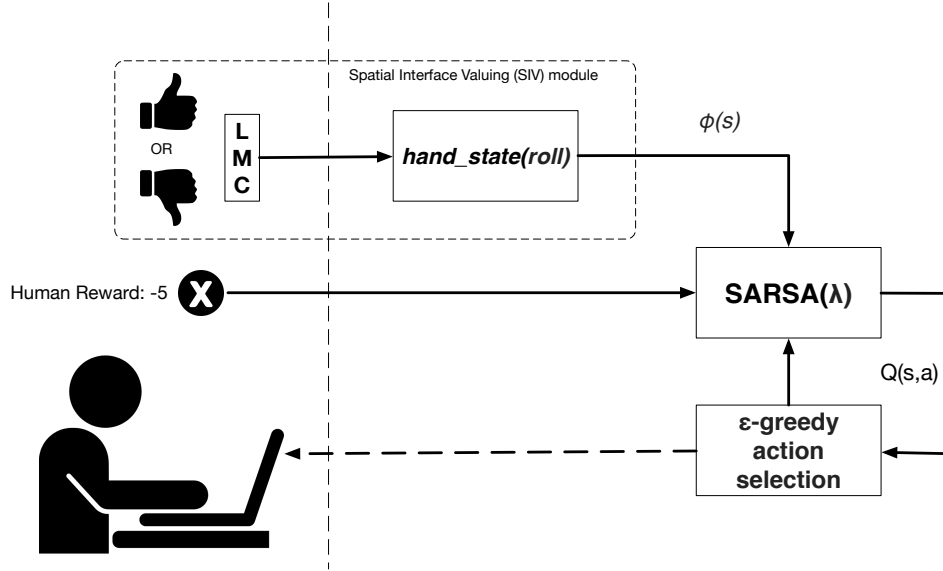 Spatial Interface Valuing (SIV) module
OR
L
M
C
hand_state(roll)
ϕ(s)
Human Reward: -5
X
SARSA(λ)
Q(s,a)
ε-greedy
action
selection